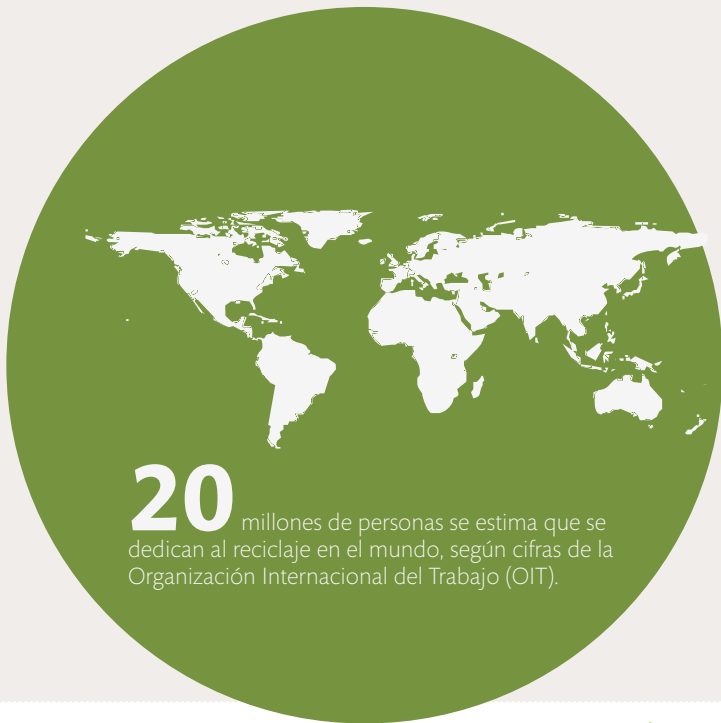 20 millones de personas se estima que se
dedican al reciclaje en el mundo, según cifras de la
Organización Internacional del Trabajo (OIT).